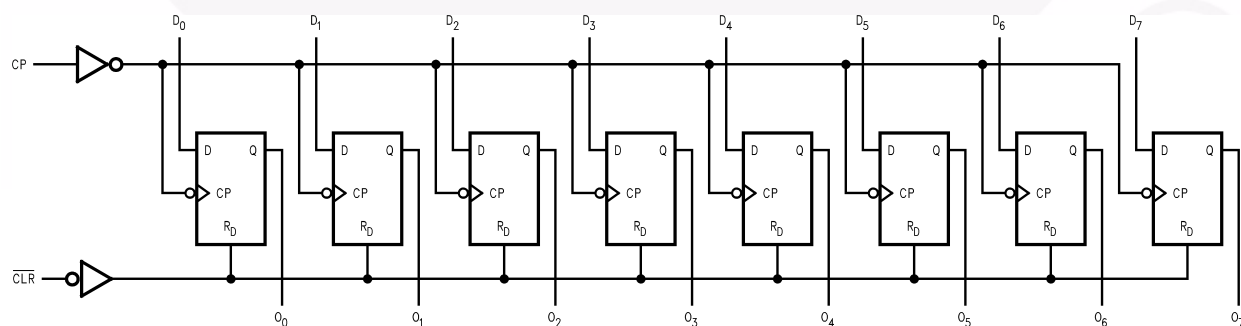 D0 D1 D2 D3 D4 D5 D6 D7
CP
D Q D Q D Q D Q D Q D Q D Q D Q
CP CP CP CP CP CP CP CP
RD RD RD RD RD RD RD RD
C̅L̅R̅
O0 O1 O2 O3 O4 O5 O6